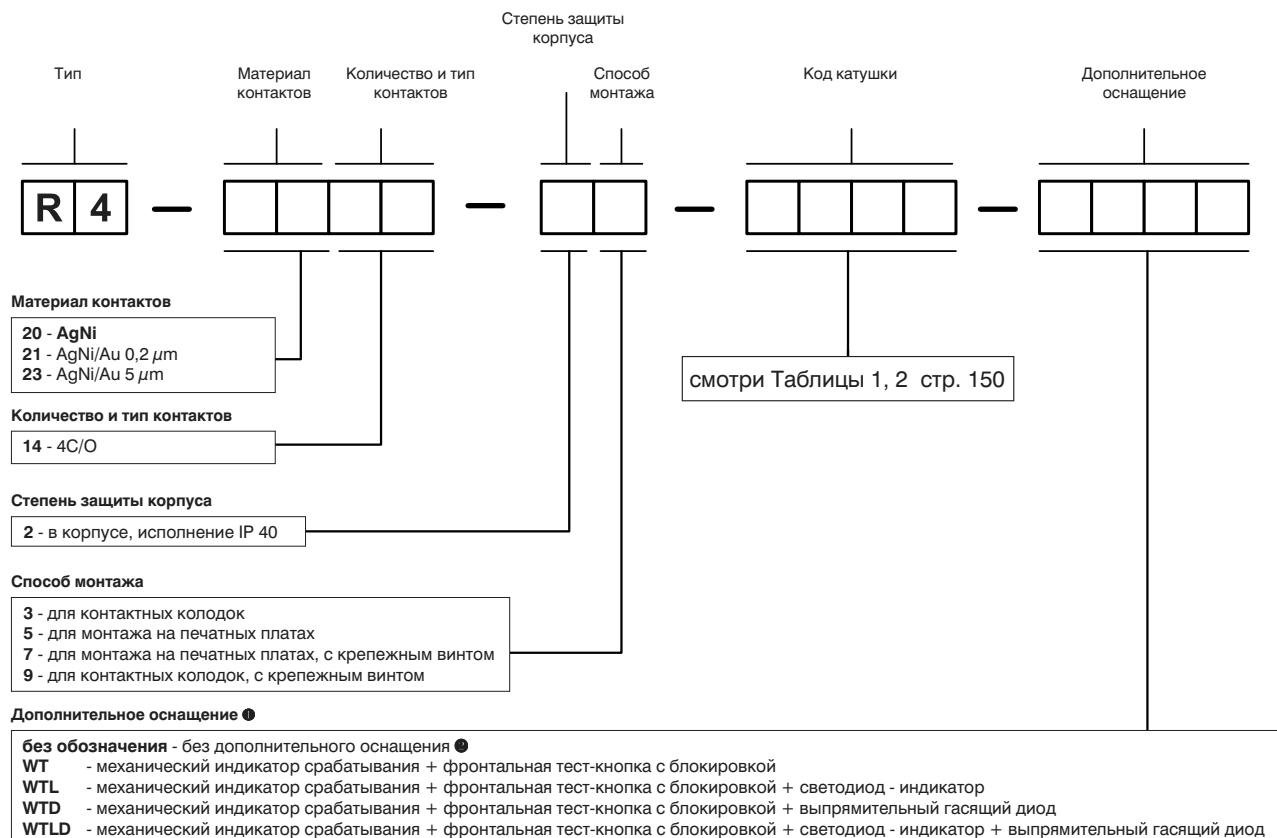 Степень защиты
корпуса
Тип
Материал
контактов
Количество и тип
контактов
Способ
монтажа
Код катушки
Дополнительное
оснащение
R 4 — — — —
Материал контактов
20 - AgNi
21 - AgNi/Au 0,2 µm
23 - AgNi/Au 5 µm
смотри Таблицы 1, 2 стр. 150
Количество и тип контактов
14 - 4C/O
Степень защиты корпуса
2 - в корпусе, исполнение IP 40
Способ монтажа
3 - для контактных колодок
5 - для монтажа на печатных платах
7 - для монтажа на печатных платах, с крепежным винтом
9 - для контактных колодок, с крепежным винтом
Дополнительное оснащение ❶
без обозначения - без дополнительного оснащения ❷
WT - механический индикатор срабатывания + фронтальная тест-кнопка с блокировкой
WTL - механический индикатор срабатывания + фронтальная тест-кнопка с блокировкой + светодиод - индикатор
WTD - механический индикатор срабатывания + фронтальная тест-кнопка с блокировкой + выпрямительный гасящий диод
WTLD - механический индикатор срабатывания + фронтальная тест-кнопка с блокировкой + светодиод - индикатор + выпрямительный гасящий диод